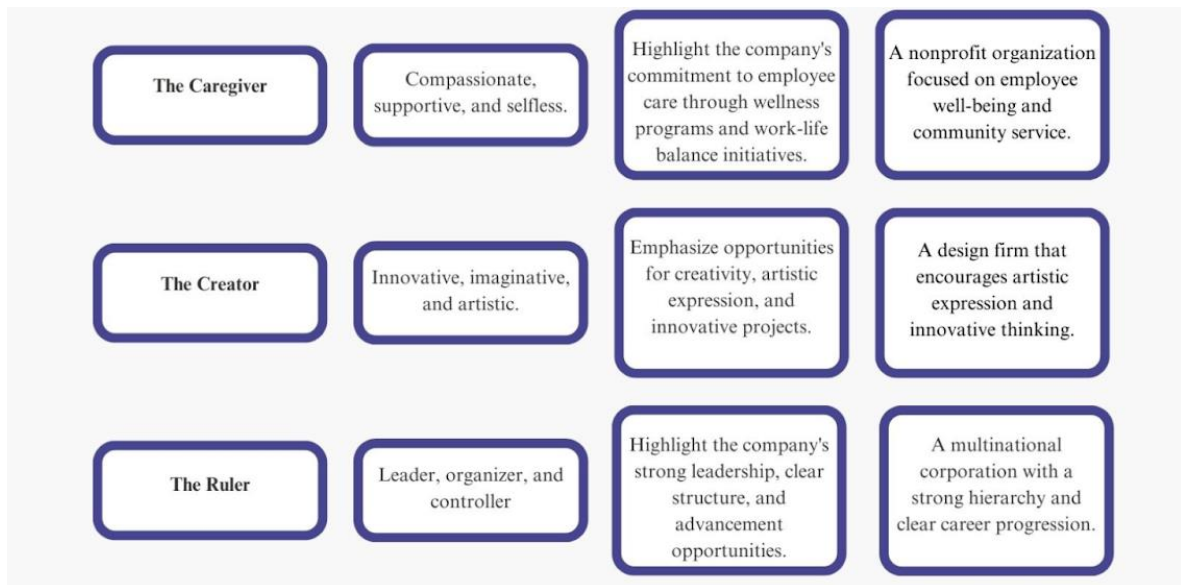 The Caregiver
Compassionate,
supportive, and selfless.
Highlight the company's
commitment to employee
care through wellness
programs and work-life
balance initiatives.
A nonprofit organization
focused on employee
well-being and
community service.
The Creator
Innovative, imaginative,
and artistic.
Emphasize opportunities
for creativity, artistic
expression, and
innovative projects.
A design firm that
encourages artistic
expression and
innovative thinking.
The Ruler
Leader, organizer, and
controller
Highlight the company's
strong leadership, clear
structure, and
advancement
opportunities.
A multinational
corporation with a
strong hierarchy and
clear career progression.